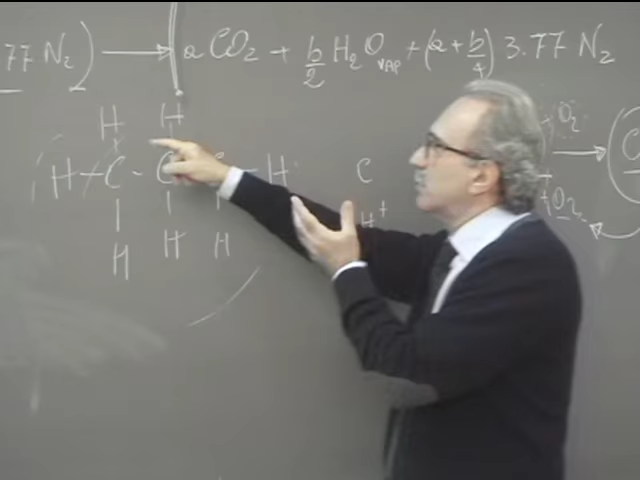 77 N₂) → a CO₂ + b/2 H₂O VAP + (a + b/4) 3.77 N₂
H H
H - C - C - H C
H⁺
H H H
O₂ → (C
+O₂